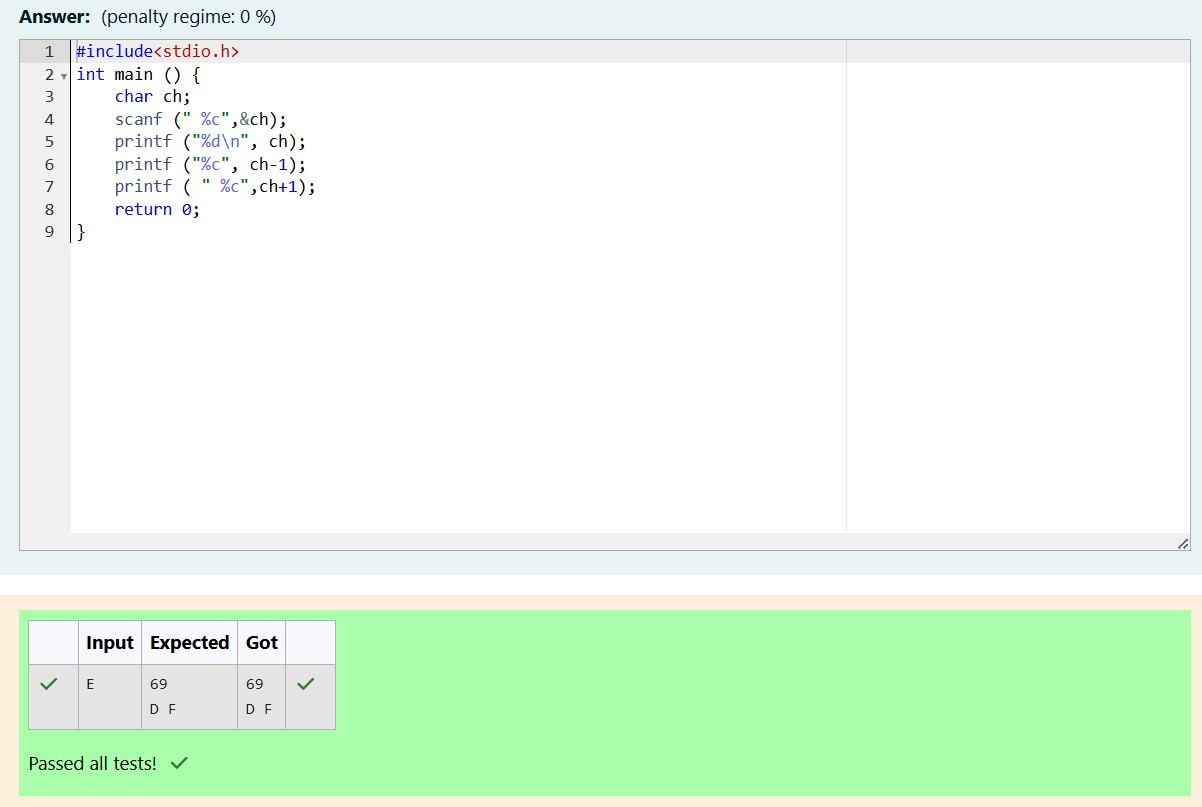 Answer: (penalty regime: 0 %)
1 #include<stdio.h>
2 int main () {
3     char ch;
4     scanf (" %c",&ch);
5     printf ("%d\n", ch);
6     printf ("%c", ch-1);
7     printf ( " %c",ch+1);
8     return 0;
9 }
Input Expected Got
E 69 69
D F D F
Passed all tests!